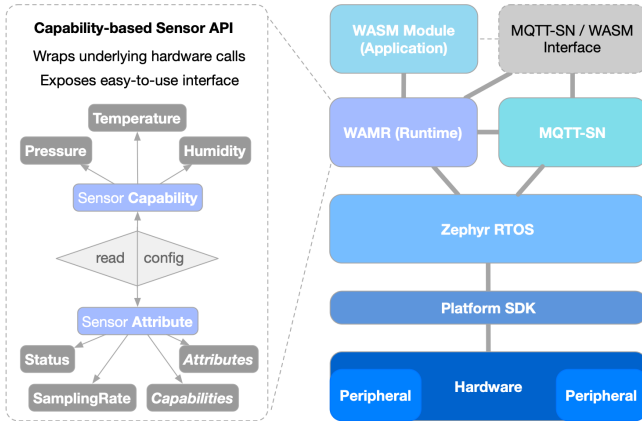 Capability-based Sensor API
Wraps underlying hardware calls
Exposes easy-to-use interface
Temperature
Pressure
Humidity
Sensor Capability
read
config
Sensor Attribute
Status
Attributes
SamplingRate
Capabilities
WASM Module
(Application)
MQTT-SN / WASM
Interface
WAMR (Runtime)
MQTT-SN
Zephyr RTOS
Platform SDK
Hardware
Peripheral
Peripheral